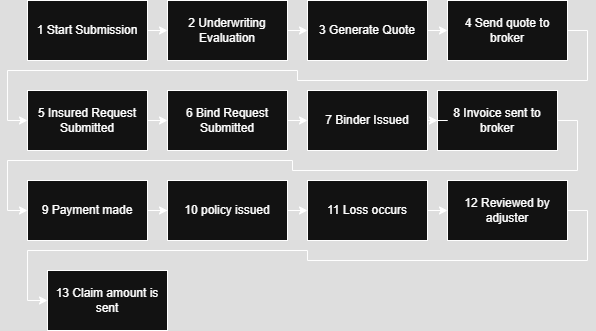 1 Start Submission
2 Underwriting
Evaluation
3 Generate Quote
4 Send quote to
broker
5 Insured Request
Submitted
6 Bind Request
Submitted
7 Binder Issued
8 Invoice sent to
broker
9 Payment made
10 policy issued
11 Loss occurs
12 Reviewed by
adjuster
13 Claim amount is
sent